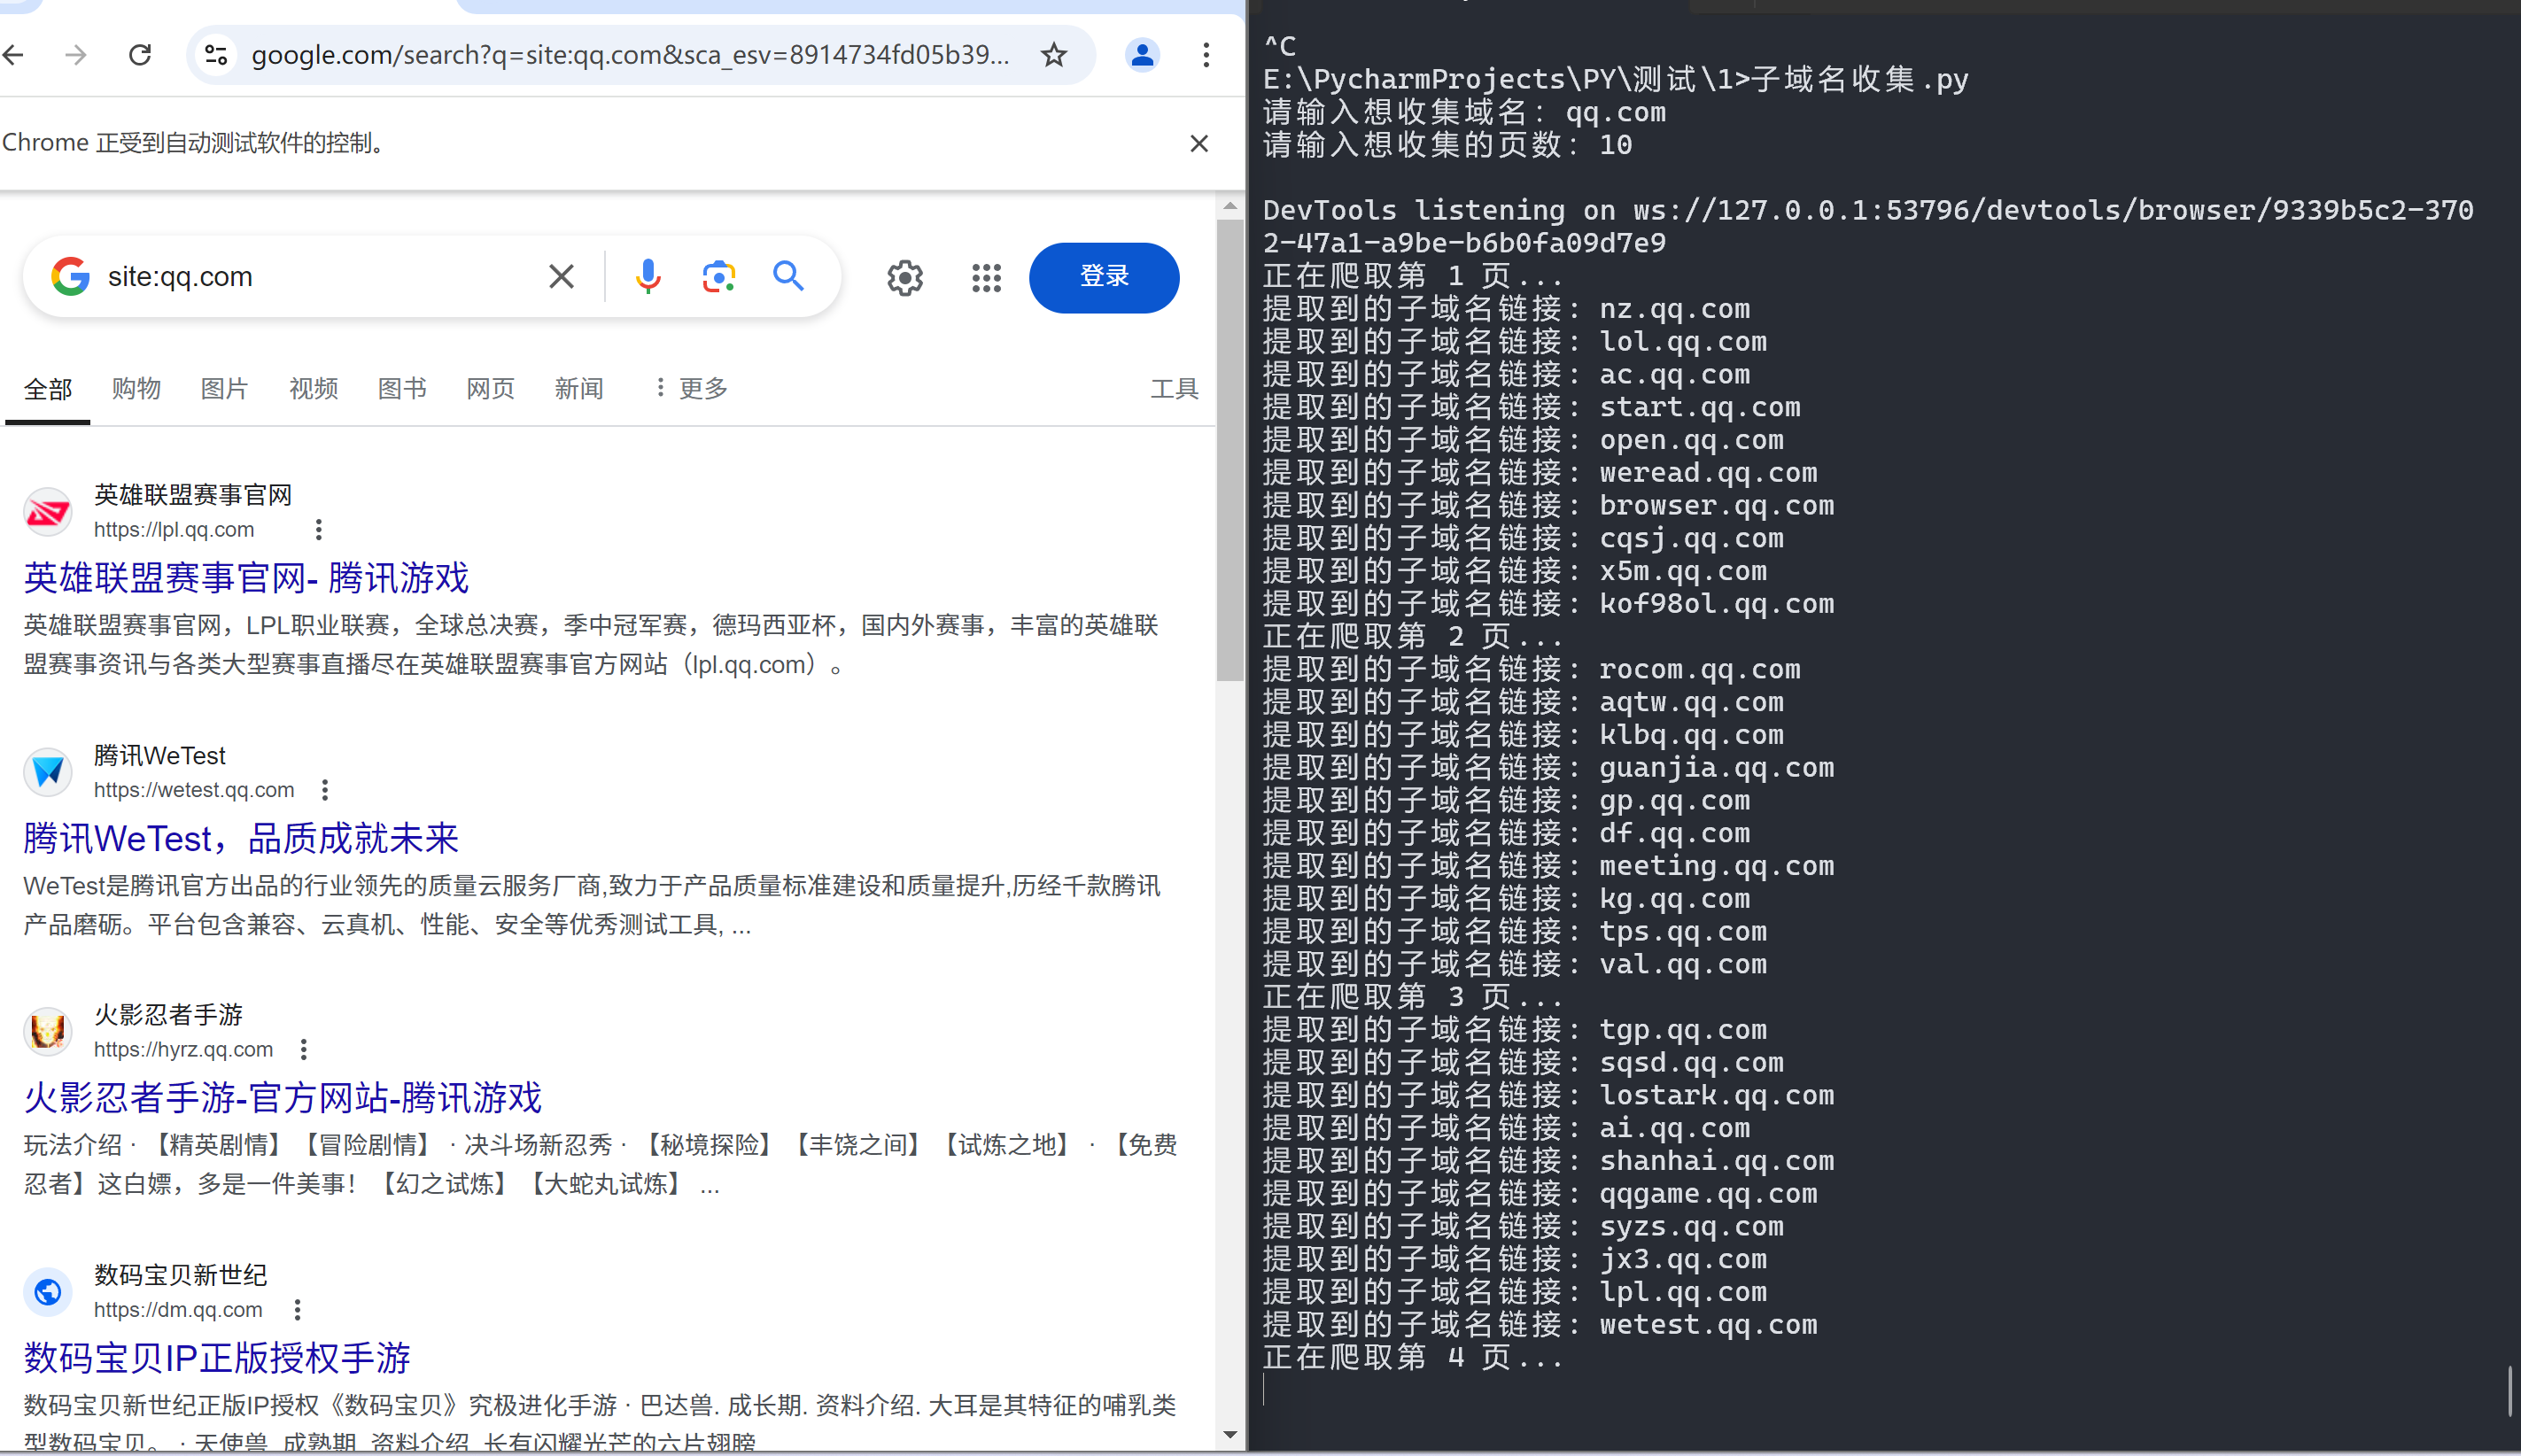 google.com/search?q=site:qq.com&sca_esv=8914734fd05b39...
Chrome 正受到自动测试软件的控制。
site:qq.com
登录
全部 购物 图片 视频 图书 网页 新闻 更多 工具
英雄联盟赛事官网
https://lpl.qq.com
英雄联盟赛事官网- 腾讯游戏
英雄联盟赛事官网，LPL职业联赛，全球总决赛，季中冠军赛，德玛西亚杯，国内外赛事，丰富的英雄联
盟赛事资讯与各类大型赛事直播尽在英雄联盟赛事官方网站（lpl.qq.com）。
腾讯WeTest
https://wetest.qq.com
腾讯WeTest，品质成就未来
WeTest是腾讯官方出品的行业领先的质量云服务厂商,致力于产品质量标准建设和质量提升,历经千款腾讯
产品磨砺。平台包含兼容、云真机、性能、安全等优秀测试工具, ...
火影忍者手游
https://hyrz.qq.com
火影忍者手游-官方网站-腾讯游戏
玩法介绍 · 【精英剧情】【冒险剧情】 · 决斗场新忍秀 · 【秘境探险】【丰饶之间】【试炼之地】 · 【免费
忍者】这白嫖，多是一件美事！【幻之试炼】【大蛇丸试炼】 ...
数码宝贝新世纪
https://dm.qq.com
数码宝贝IP正版授权手游
数码宝贝新世纪正版IP授权《数码宝贝》究极进化手游 · 巴达兽. 成长期. 资料介绍. 大耳是其特征的哺乳类
型数码宝贝。 · 天使兽. 成熟期. 资料介绍. 长有闪耀光芒的六片翅膀
^C
E:\PycharmProjects\PY\测试\1>子域名收集.py
请输入想收集域名：qq.com
请输入想收集的页数：10
DevTools listening on ws://127.0.0.1:53796/devtools/browser/9339b5c2-370
2-47a1-a9be-b6b0fa09d7e9
正在爬取第 1 页...
提取到的子域名链接：nz.qq.com
提取到的子域名链接：lol.qq.com
提取到的子域名链接：ac.qq.com
提取到的子域名链接：start.qq.com
提取到的子域名链接：open.qq.com
提取到的子域名链接：weread.qq.com
提取到的子域名链接：browser.qq.com
提取到的子域名链接：cqsj.qq.com
提取到的子域名链接：x5m.qq.com
提取到的子域名链接：kof98ol.qq.com
正在爬取第 2 页...
提取到的子域名链接：rocom.qq.com
提取到的子域名链接：aqtw.qq.com
提取到的子域名链接：klbq.qq.com
提取到的子域名链接：guanjia.qq.com
提取到的子域名链接：gp.qq.com
提取到的子域名链接：df.qq.com
提取到的子域名链接：meeting.qq.com
提取到的子域名链接：kg.qq.com
提取到的子域名链接：tps.qq.com
提取到的子域名链接：val.qq.com
正在爬取第 3 页...
提取到的子域名链接：tgp.qq.com
提取到的子域名链接：sqsd.qq.com
提取到的子域名链接：lostark.qq.com
提取到的子域名链接：ai.qq.com
提取到的子域名链接：shanhai.qq.com
提取到的子域名链接：qqgame.qq.com
提取到的子域名链接：syzs.qq.com
提取到的子域名链接：jx3.qq.com
提取到的子域名链接：lpl.qq.com
提取到的子域名链接：wetest.qq.com
正在爬取第 4 页...